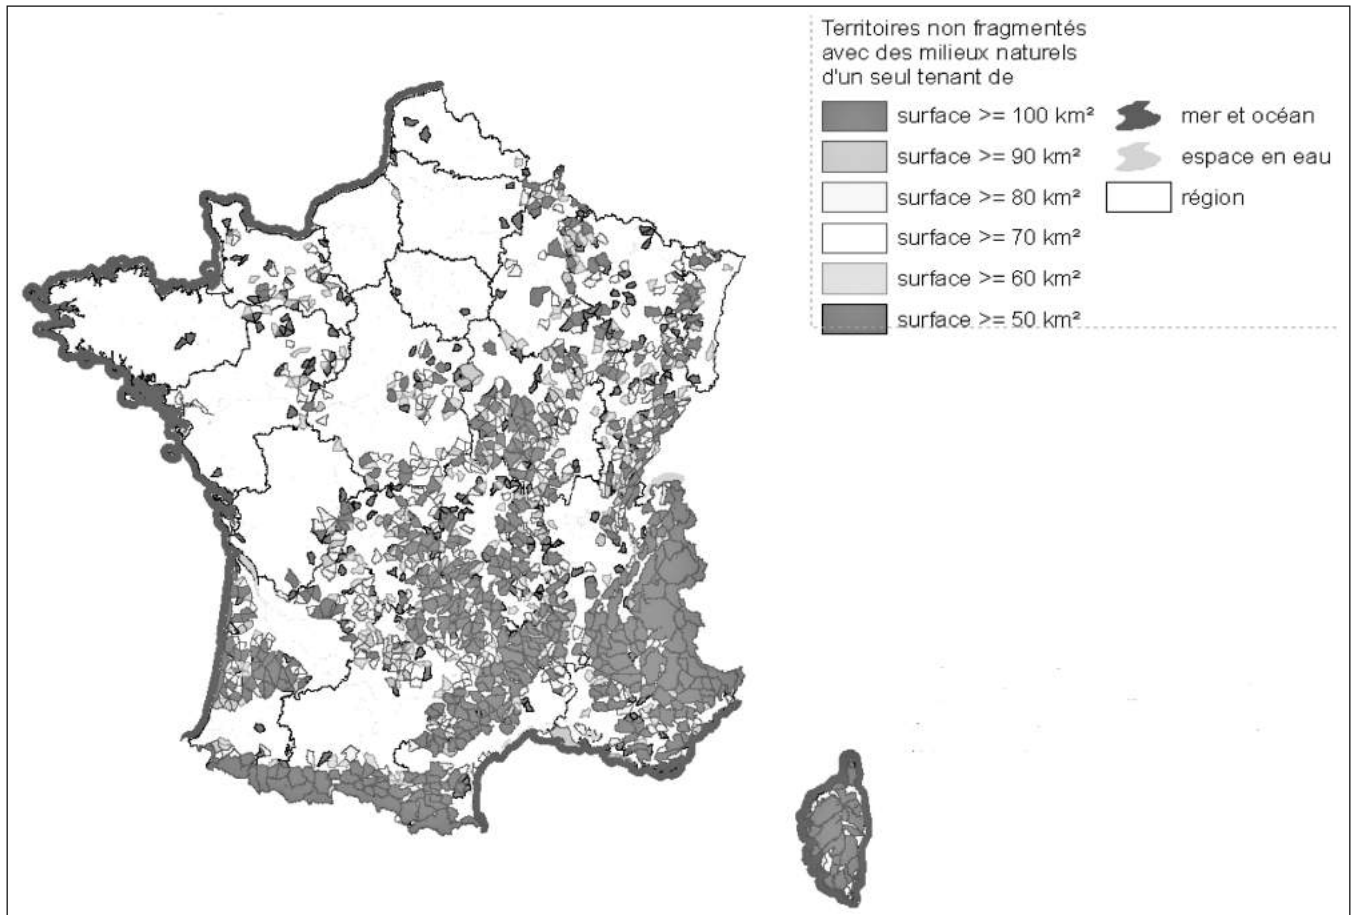 Territoires non fragmentés
avec des milieux naturels
d'un seul tenant de
surface >= 100 km²
surface >= 90 km²
surface >= 80 km²
surface >= 70 km²
surface >= 60 km²
surface >= 50 km²
mer et océan
espace en eau
région